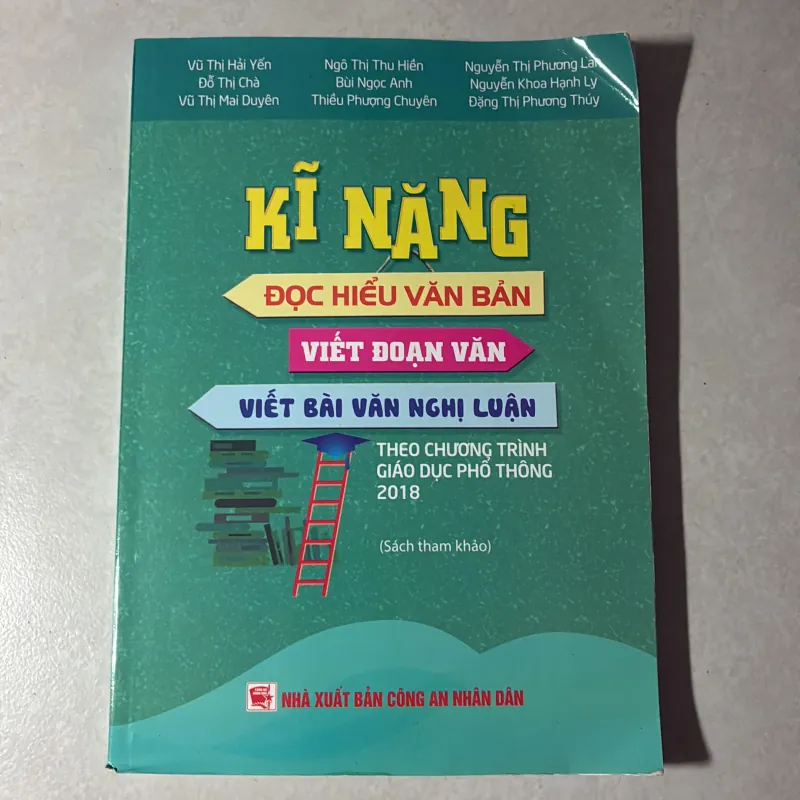 Vũ Thị Hải Yến
Đỗ Thị Chà
Vũ Thị Mai Duyên
Ngô Thị Thu Hiền
Bùi Ngọc Anh
Thiều Phượng Chuyên
Nguyễn Thị Phương Lan
Nguyễn Khoa Hạnh Ly
Đặng Thị Phương Thúy
KĨ NĂNG
ĐỌC HIỂU VĂN BẢN
VIẾT ĐOẠN VĂN
VIẾT BÀI VĂN NGHỊ LUẬN
THEO CHƯƠNG TRÌNH
GIÁO DỤC PHỔ THÔNG
2018
(Sách tham khảo)
NHÀ XUẤT BẢN CÔNG AN NHÂN DÂN